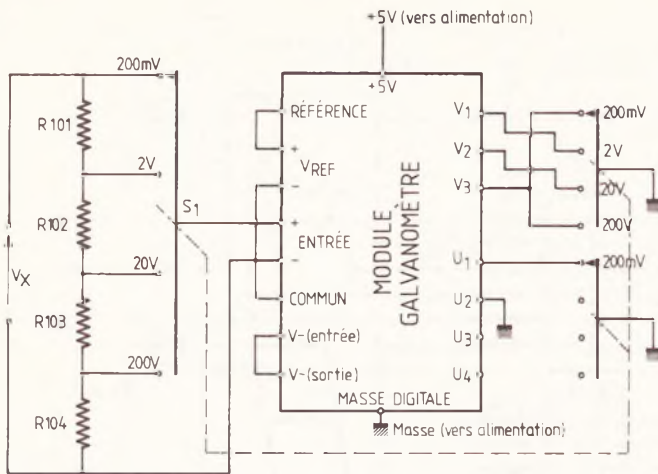 +5V (vers alimentation)
200mV
R101
2V
R102
S1
VX
20V
R103
200V
R104
+5V
RÉFÉRENCE
+
VREF
−
+
ENTRÉE
−
COMMUN
V-(entrée)
V-(sortie)
MODULE
GALVANOMÈTRE
MASSE DIGITALE
Masse (vers alimentation)
V1
V2
V3
U1
U2
U3
U4
200mV
2V
20V
200V
200mV